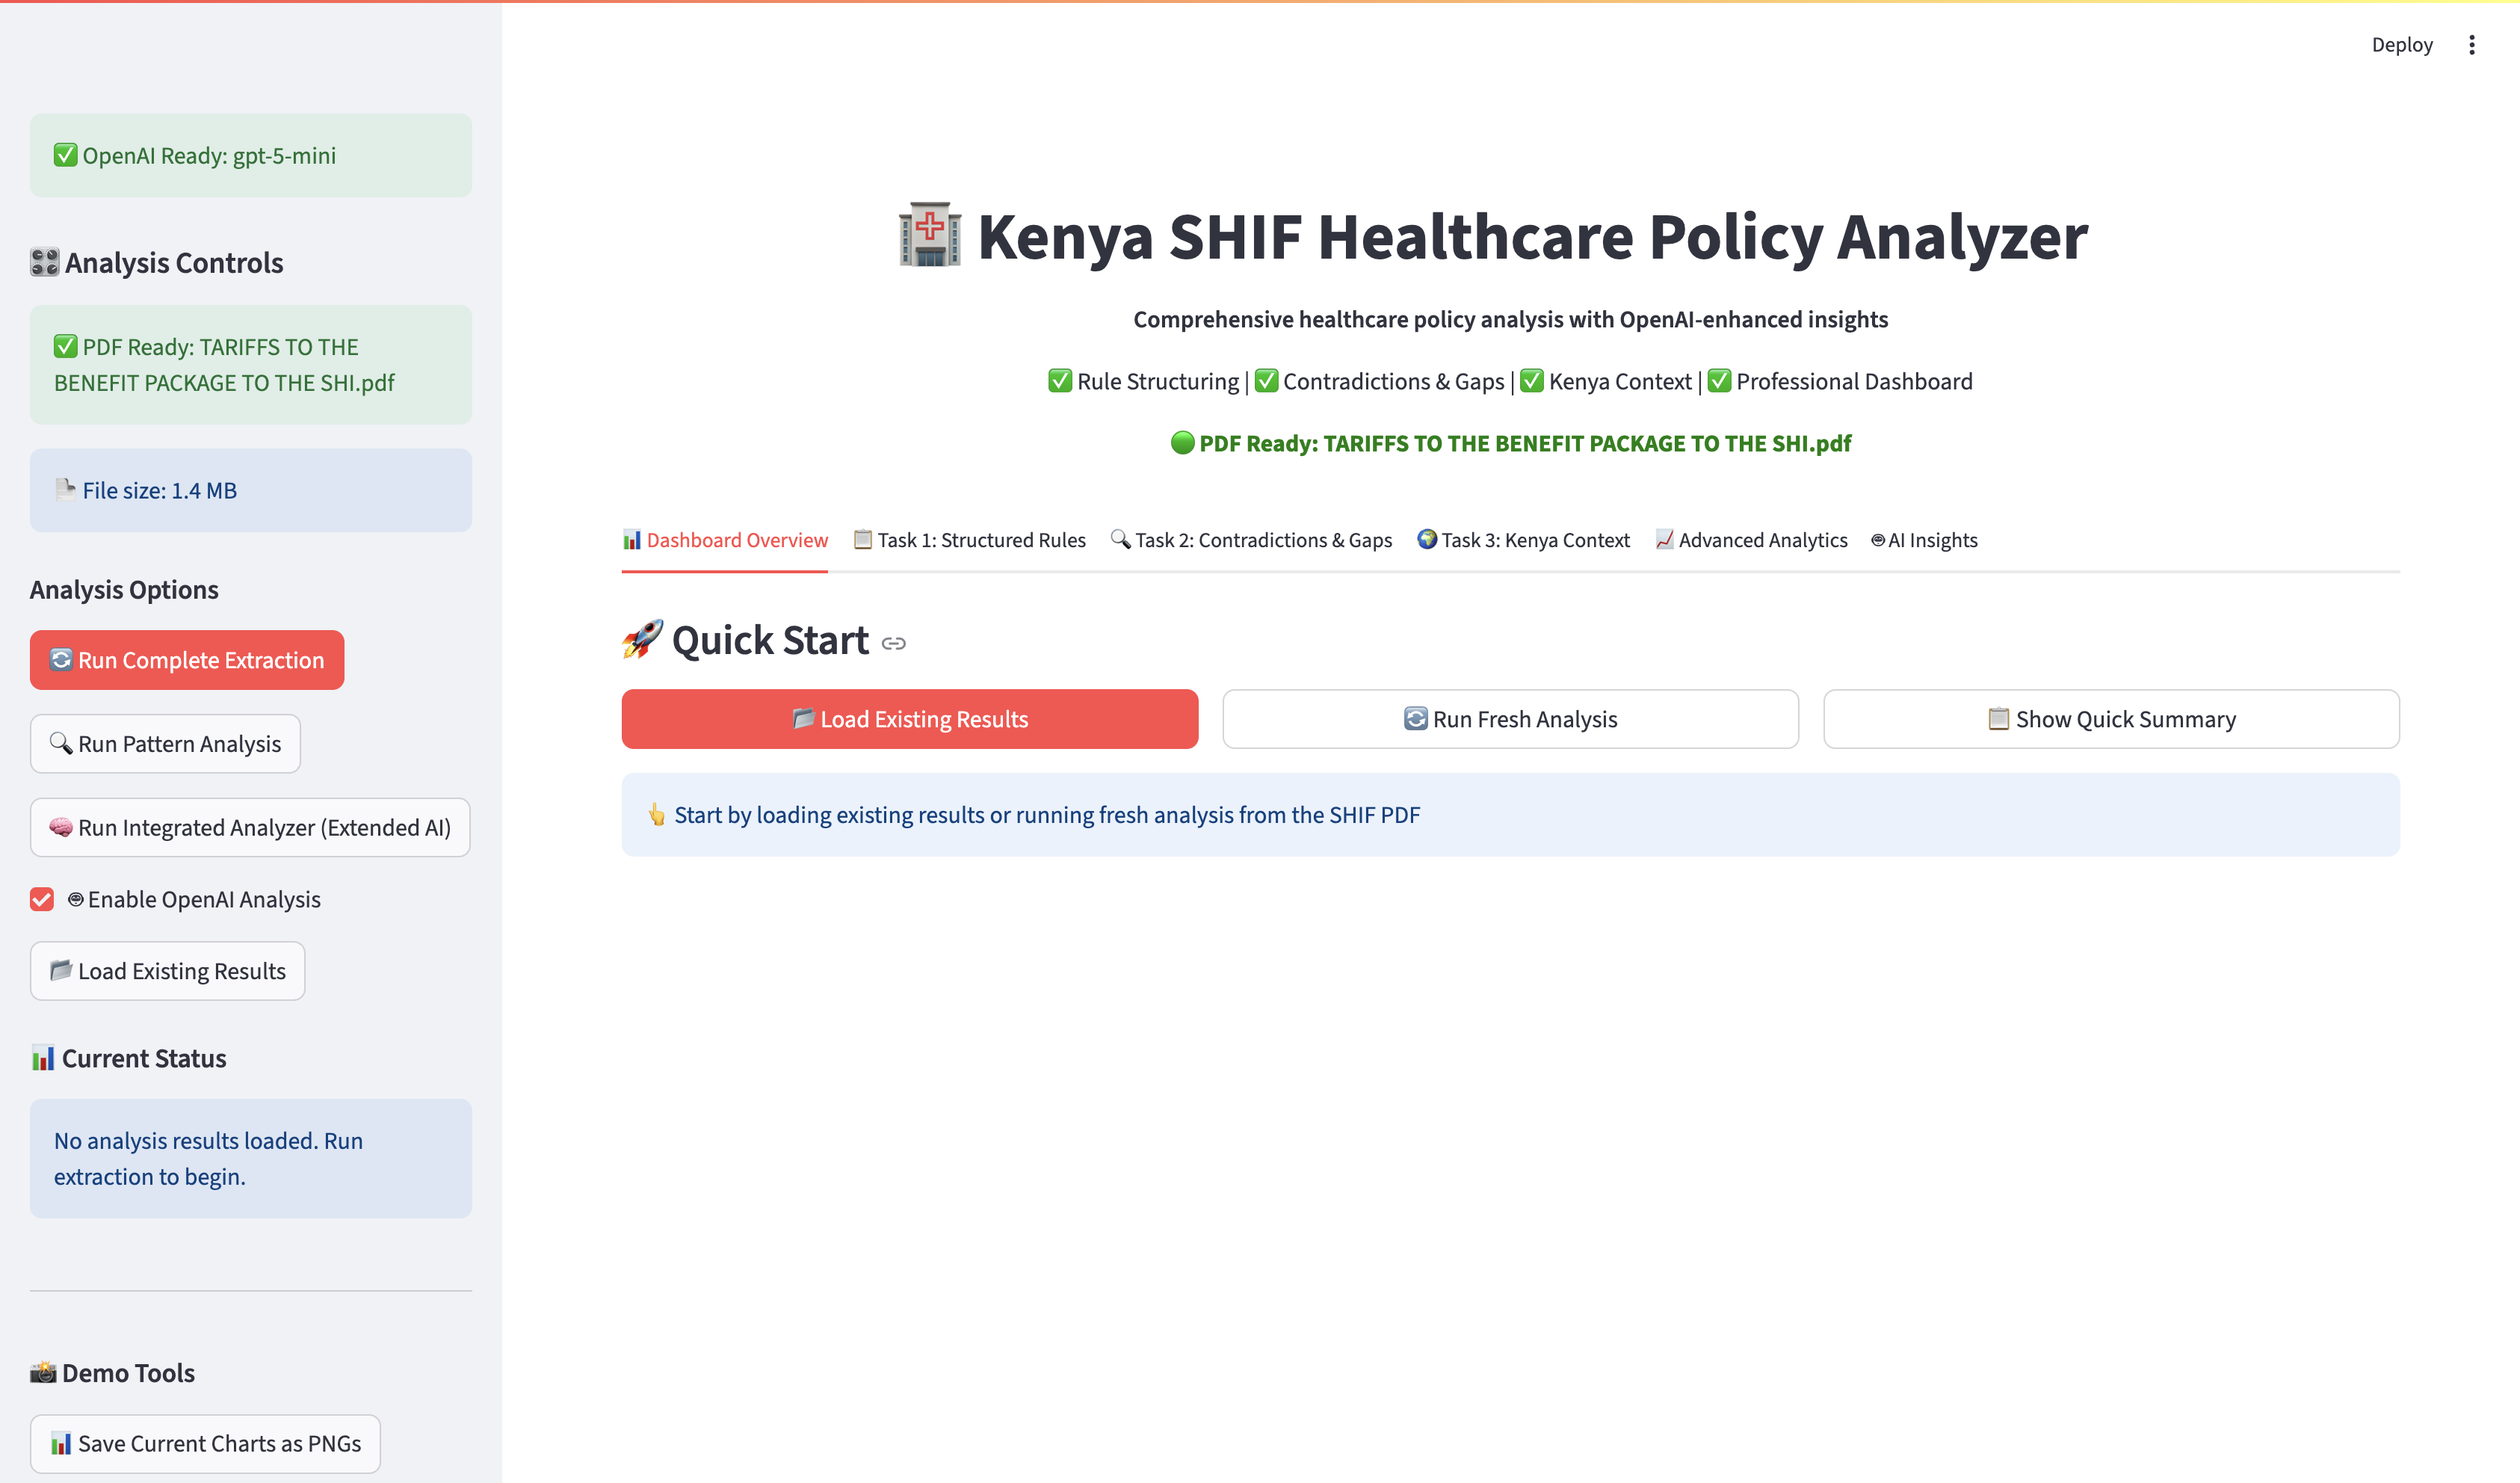 Deploy
✅ OpenAI Ready: gpt-5-mini
🎛️ Analysis Controls
✅ PDF Ready: TARIFFS TO THE
BENEFIT PACKAGE TO THE SHI.pdf
📄 File size: 1.4 MB
Analysis Options
🔄 Run Complete Extraction
🔍 Run Pattern Analysis
🧠 Run Integrated Analyzer (Extended AI)
Enable OpenAI Analysis
📂 Load Existing Results
📊 Current Status
No analysis results loaded. Run
extraction to begin.
📸 Demo Tools
📊 Save Current Charts as PNGs
🏥 Kenya SHIF Healthcare Policy Analyzer
Comprehensive healthcare policy analysis with OpenAI-enhanced insights
✅ Rule Structuring | ✅ Contradictions & Gaps | ✅ Kenya Context | ✅ Professional Dashboard
🟢 PDF Ready: TARIFFS TO THE BENEFIT PACKAGE TO THE SHI.pdf
📊 Dashboard Overview
📋 Task 1: Structured Rules
🔍 Task 2: Contradictions & Gaps
🌍 Task 3: Kenya Context
📈 Advanced Analytics
AI Insights
🚀 Quick Start
📂 Load Existing Results
🔄 Run Fresh Analysis
📋 Show Quick Summary
👆 Start by loading existing results or running fresh analysis from the SHIF PDF